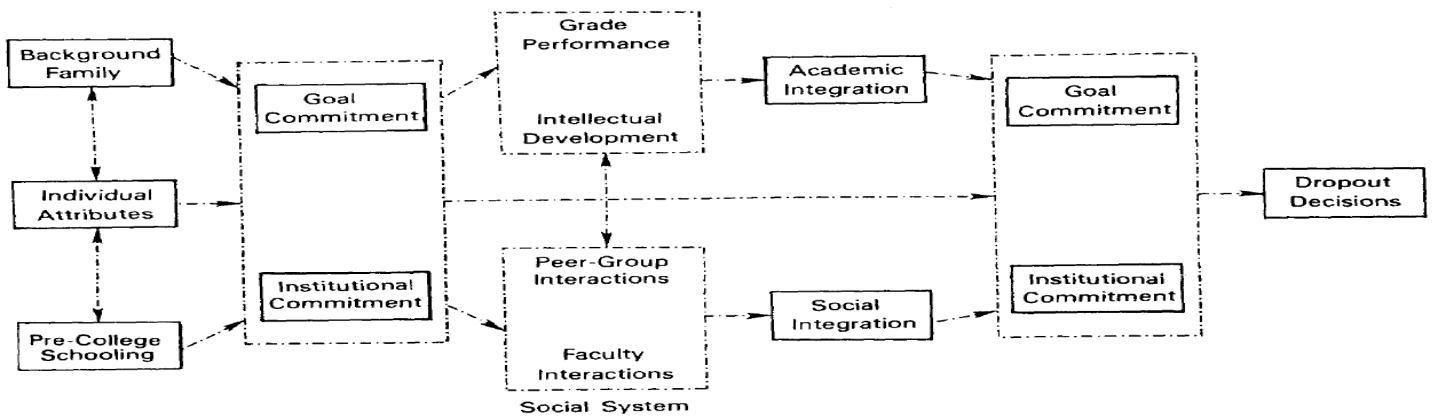 Background
Family
Individual
Attributes
Pre-College
Schooling
Goal
Commitment
Institutional
Commitment
Grade
Performance
Intellectual
Development
Peer-Group
Interactions
Faculty
Interactions
Social System
Academic
Integration
Social
Integration
Goal
Commitment
Institutional
Commitment
Dropout
Decisions